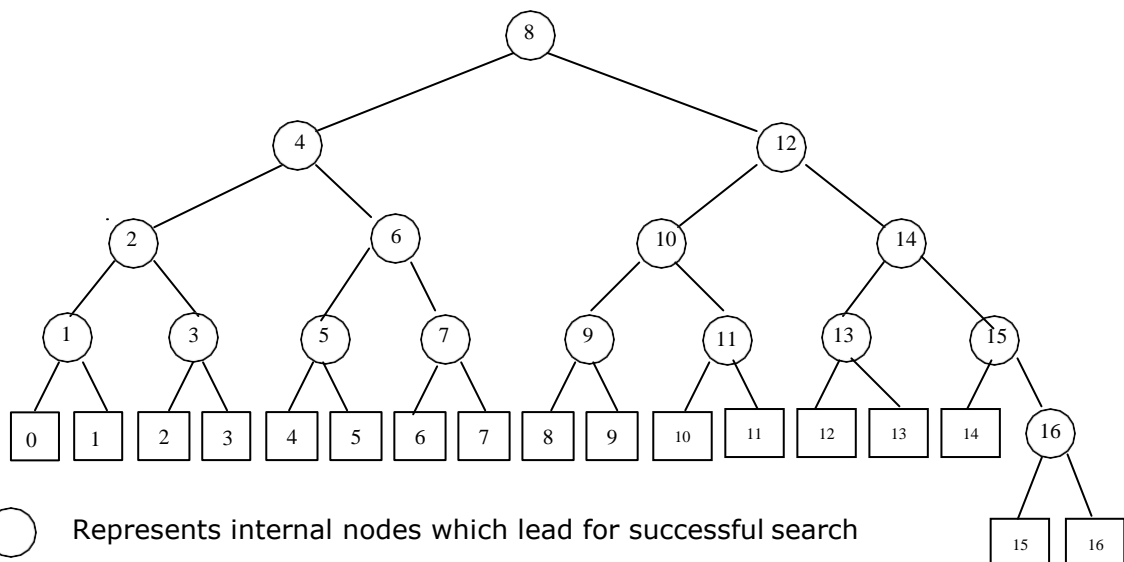 8
4 12
2 6 10 14
1 3 5 7 9 11 13 15
0 1 2 3 4 5 6 7 8 9 10 11 12 13 14 16
Represents internal nodes which lead for successful search
15 16